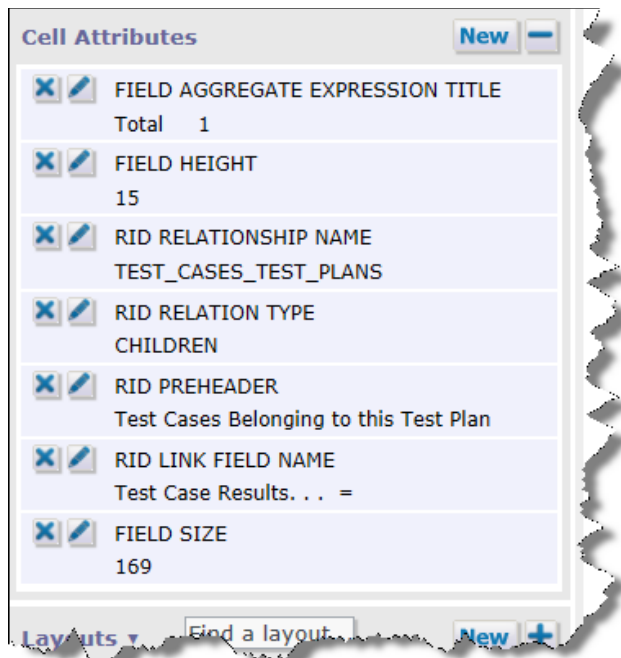 Cell Attributes New
FIELD AGGREGATE EXPRESSION TITLE
Total 1
FIELD HEIGHT
15
RID RELATIONSHIP NAME
TEST_CASES_TEST_PLANS
RID RELATION TYPE
CHILDREN
RID PREHEADER
Test Cases Belonging to this Test Plan
RID LINK FIELD NAME
Test Case Results. . . =
FIELD SIZE
169
Layouts Find a layout... New